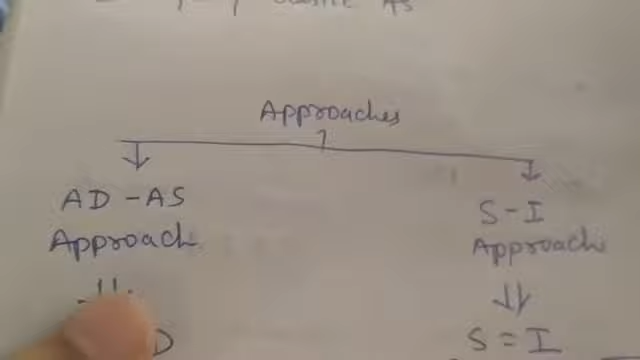 Approaches
AD - AS
Approach
S - I
Approach
S = I